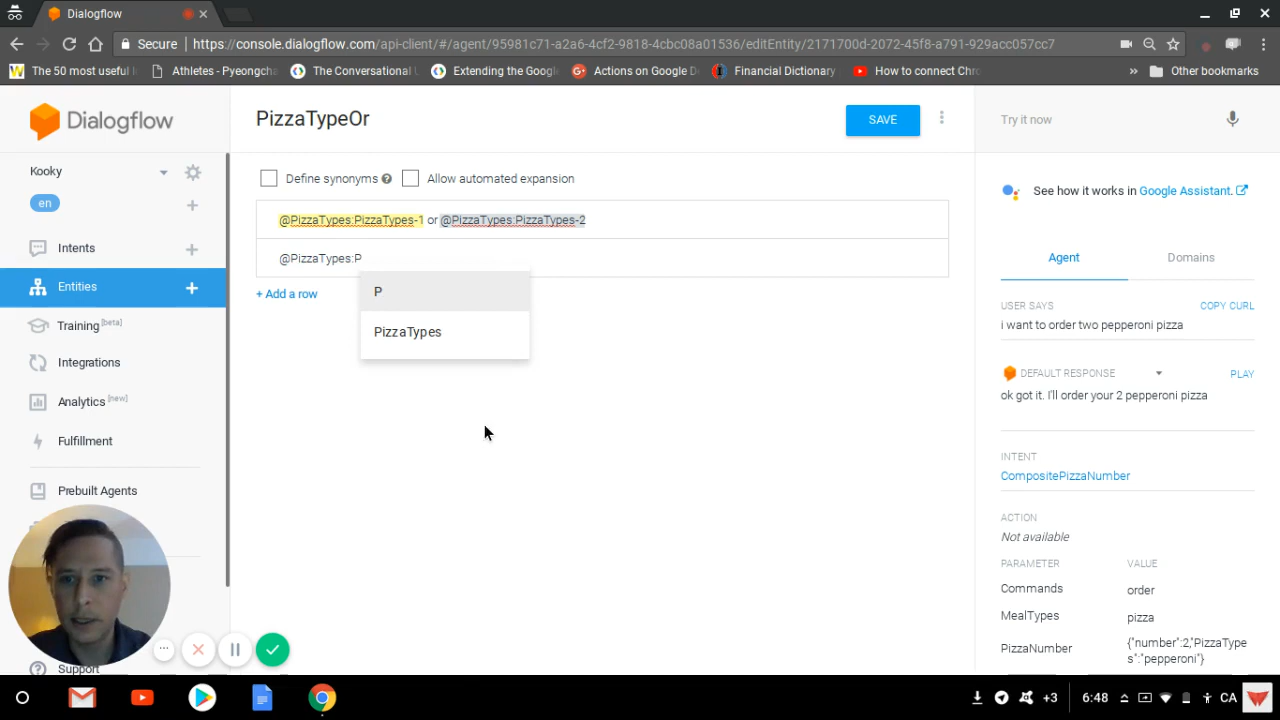 Dialogflow
Secure
https://console.dialogflow.com/api-client/#/agent/95981c71-a2a6-4cf2-9818-4cbc08a01536/editEntity/2171700d-2072-45f8-a791-929acc057cc7
The 50 most useful
Athletes - Pyeongcha
The Conversational
Extending the Googl
Actions on Google D
Financial Dictionary
How to connect Chro
»
Other bookmarks
Dialogflow
Kooky
en
Intents
Entities
Training [beta]
Integrations
Analytics [new]
Fulfillment
Prebuilt Agents
Support
PizzaTypeOr
SAVE
Define synonyms
Allow automated expansion
@PizzaTypes:PizzaTypes-1 or @PizzaTypes:PizzaTypes-2
@PizzaTypes:P
+ Add a row
P
PizzaTypes
Try it now
See how it works in Google Assistant.
Agent
Domains
USER SAYS
COPY CURL
i want to order two pepperoni pizza
DEFAULT RESPONSE
PLAY
ok got it. I'll order your 2 pepperoni pizza
INTENT
CompositePizzaNumber
ACTION
Not available
PARAMETER
VALUE
Commands
order
MealTypes
pizza
PizzaNumber
{"number":2,"PizzaType
s":"pepperoni"}
+3
6:48
CA